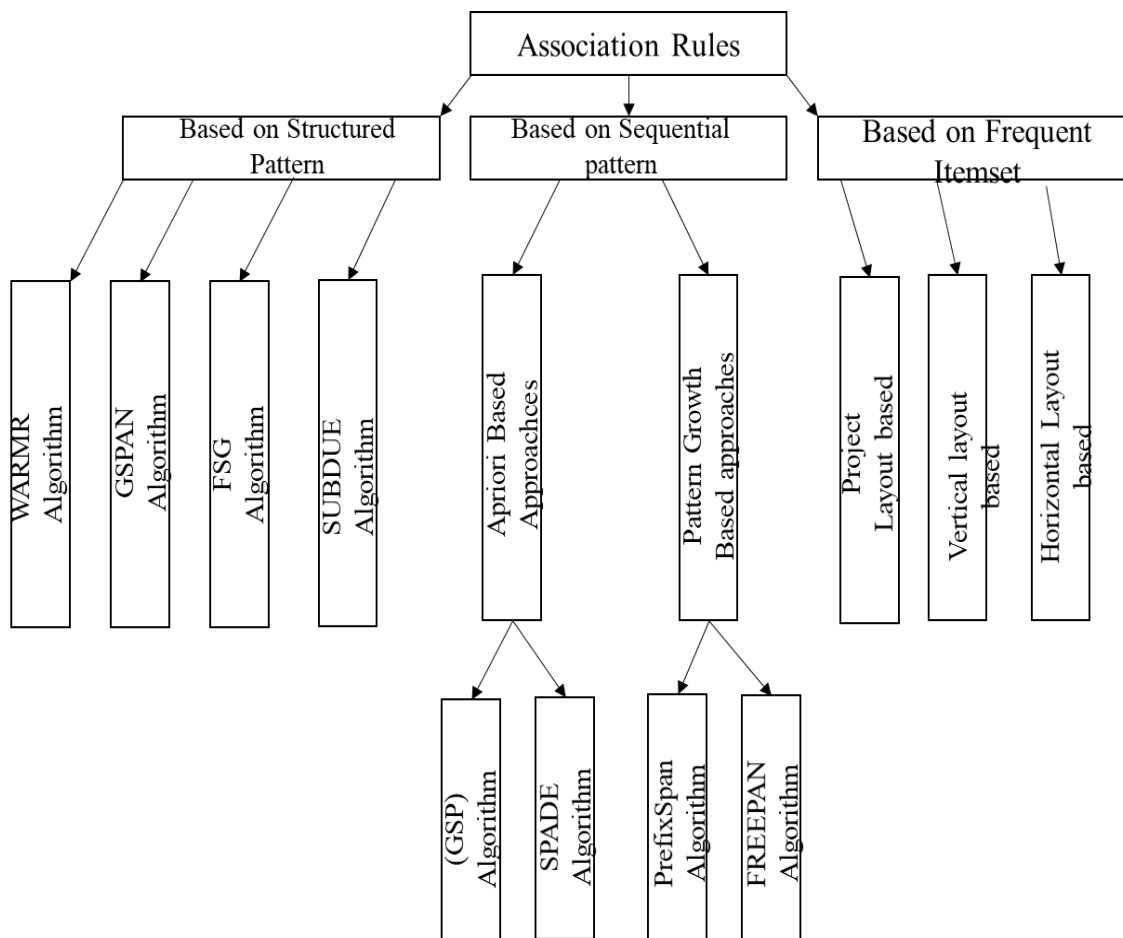 Association Rules
Based on Structured
Pattern
Based on Sequential
pattern
Based on Frequent
Itemset
WARMR
Algorithm
GSPAN
Algorithm
FSG
Algorithm
SUBDUE
Algorithm
Apriori Based
Approachces
Pattern Growth
Based approaches
Project
Layout based
Vertical layout
based
Horizontal Layout
based
(GSP)
Algorithm
SPADE
Algorithm
PrefixSpan
Algorithm
FREEPAN
Algorithm